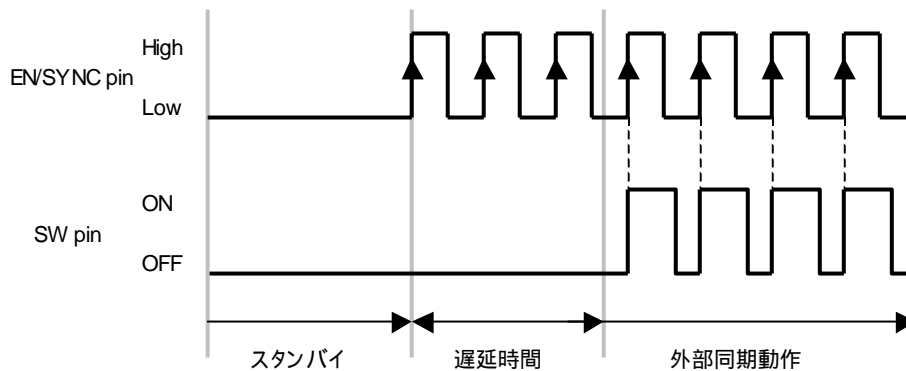 High
EN/SYNC pin
Low
ON
SW pin
OFF
スタンバイ
遅延時間
外部同期動作